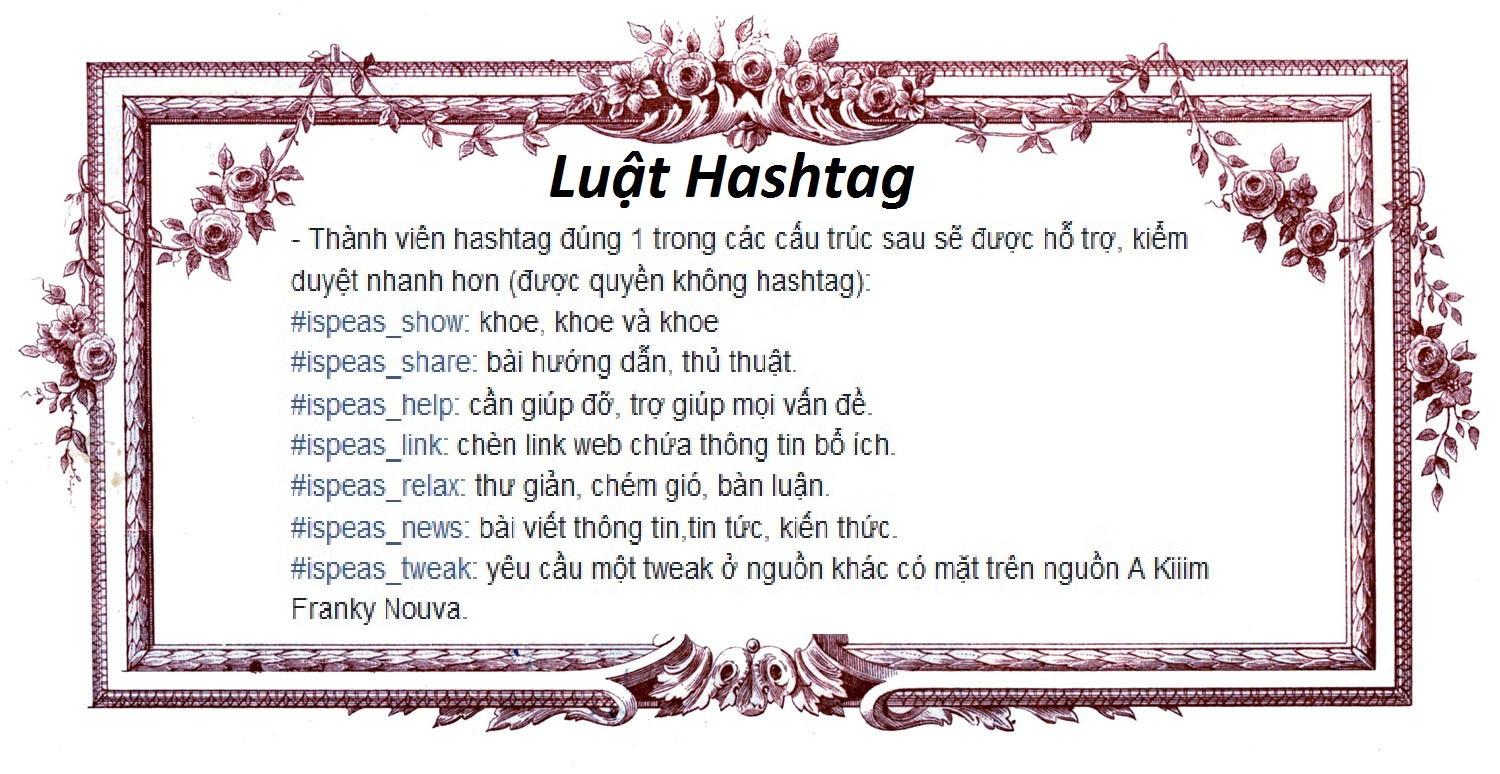 Luật Hashtag
- Thành viên hashtag đúng 1 trong các cấu trúc sau sẽ được hỗ trợ, kiểm
duyệt nhanh hơn (được quyền không hashtag):
#ispeas_show: khoe, khoe và khoe
#ispeas_share: bài hướng dẫn, thủ thuật.
#ispeas_help: cần giúp đỡ, trợ giúp mọi vấn đề.
#ispeas_link: chèn link web chứa thông tin bổ ích.
#ispeas_relax: thư giản, chém gió, bàn luận.
#ispeas_news: bài viết thông tin,tin tức, kiến thức.
#ispeas_tweak: yêu cầu một tweak ở nguồn khác có mặt trên nguồn A Kiiim
Franky Nouva.